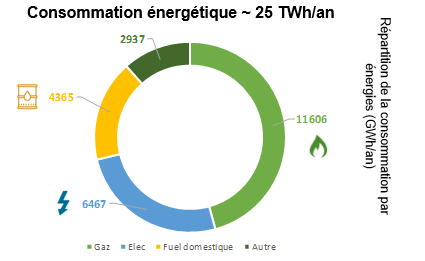 Consommation énergétique ~ 25 TWh/an
2937
4365
11606
6467
Répartition de la consommation par
énergies (GWh/an)
Gaz Elec Fuel domestique Autre